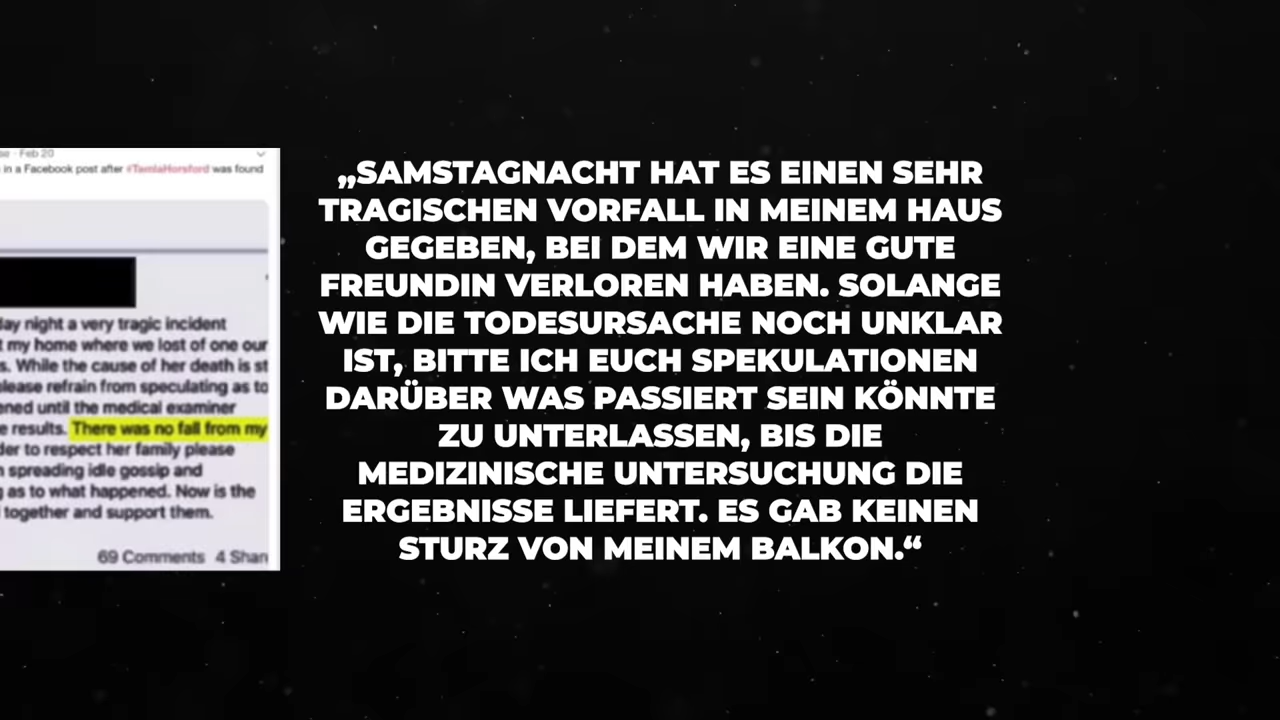 se · Feb 20
in a Facebook post after #TamlaHorsford was found
day night a very tragic incident
t my home where we lost of one our
s. While the cause of her death is st
please refrain from speculating as to
ened until the medical examiner
e results. There was no fall from my
der to respect her family please
n spreading idle gossip and
g as to what happened. Now is the
together and support them.
69 Comments 4 Shan
„SAMSTAGNACHT HAT ES EINEN SEHR
TRAGISCHEN VORFALL IN MEINEM HAUS
GEGEBEN, BEI DEM WIR EINE GUTE
FREUNDIN VERLOREN HABEN. SOLANGE
WIE DIE TODESURSACHE NOCH UNKLAR
IST, BITTE ICH EUCH SPEKULATIONEN
DARÜBER WAS PASSIERT SEIN KÖNNTE
ZU UNTERLASSEN, BIS DIE
MEDIZINISCHE UNTERSUCHUNG DIE
ERGEBNISSE LIEFERT. ES GAB KEINEN
STURZ VON MEINEM BALKON.“